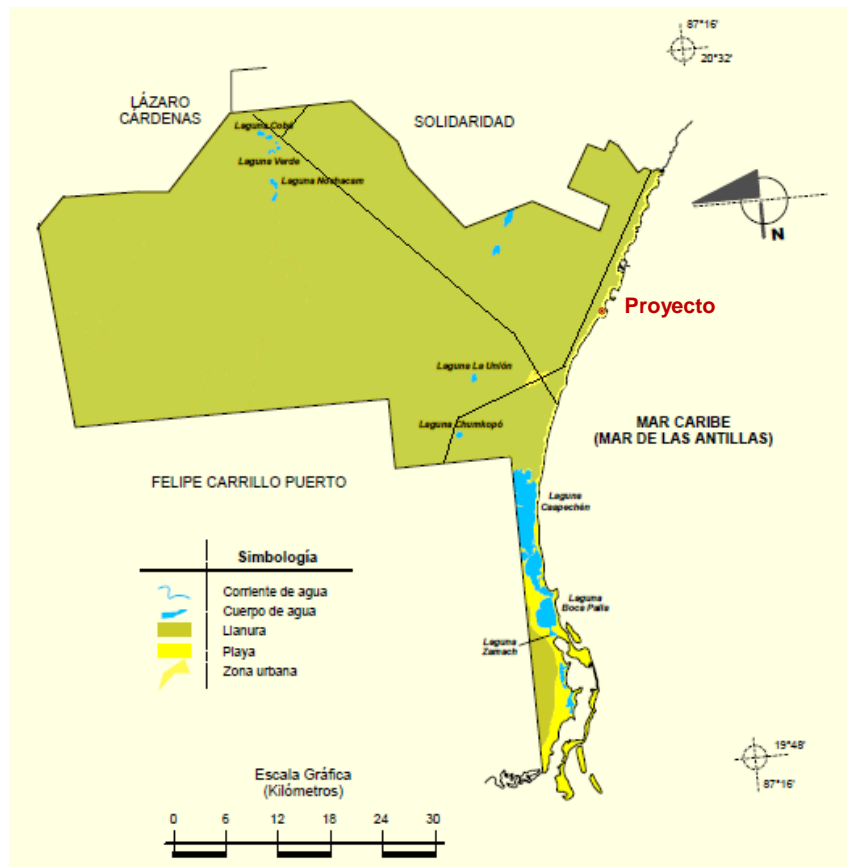 87°16'
20°32'
LÁZARO
CÁRDENAS
SOLIDARIDAD
Laguna Cobá
Laguna Verde
Laguna Nochacam
N
Proyecto
Laguna La Unión
Laguna Chumkopó
MAR CARIBE
(MAR DE LAS ANTILLAS)
FELIPE CARRILLO PUERTO
Laguna
Caapechén
Simbología
Corriente de agua
Cuerpo de agua
Llanura
Playa
Zona urbana
Laguna
Boca Paila
Laguna
Zamach
19°48'
87°16'
Escala Gráfica
(Kilómetros)
0 6 12 18 24 30